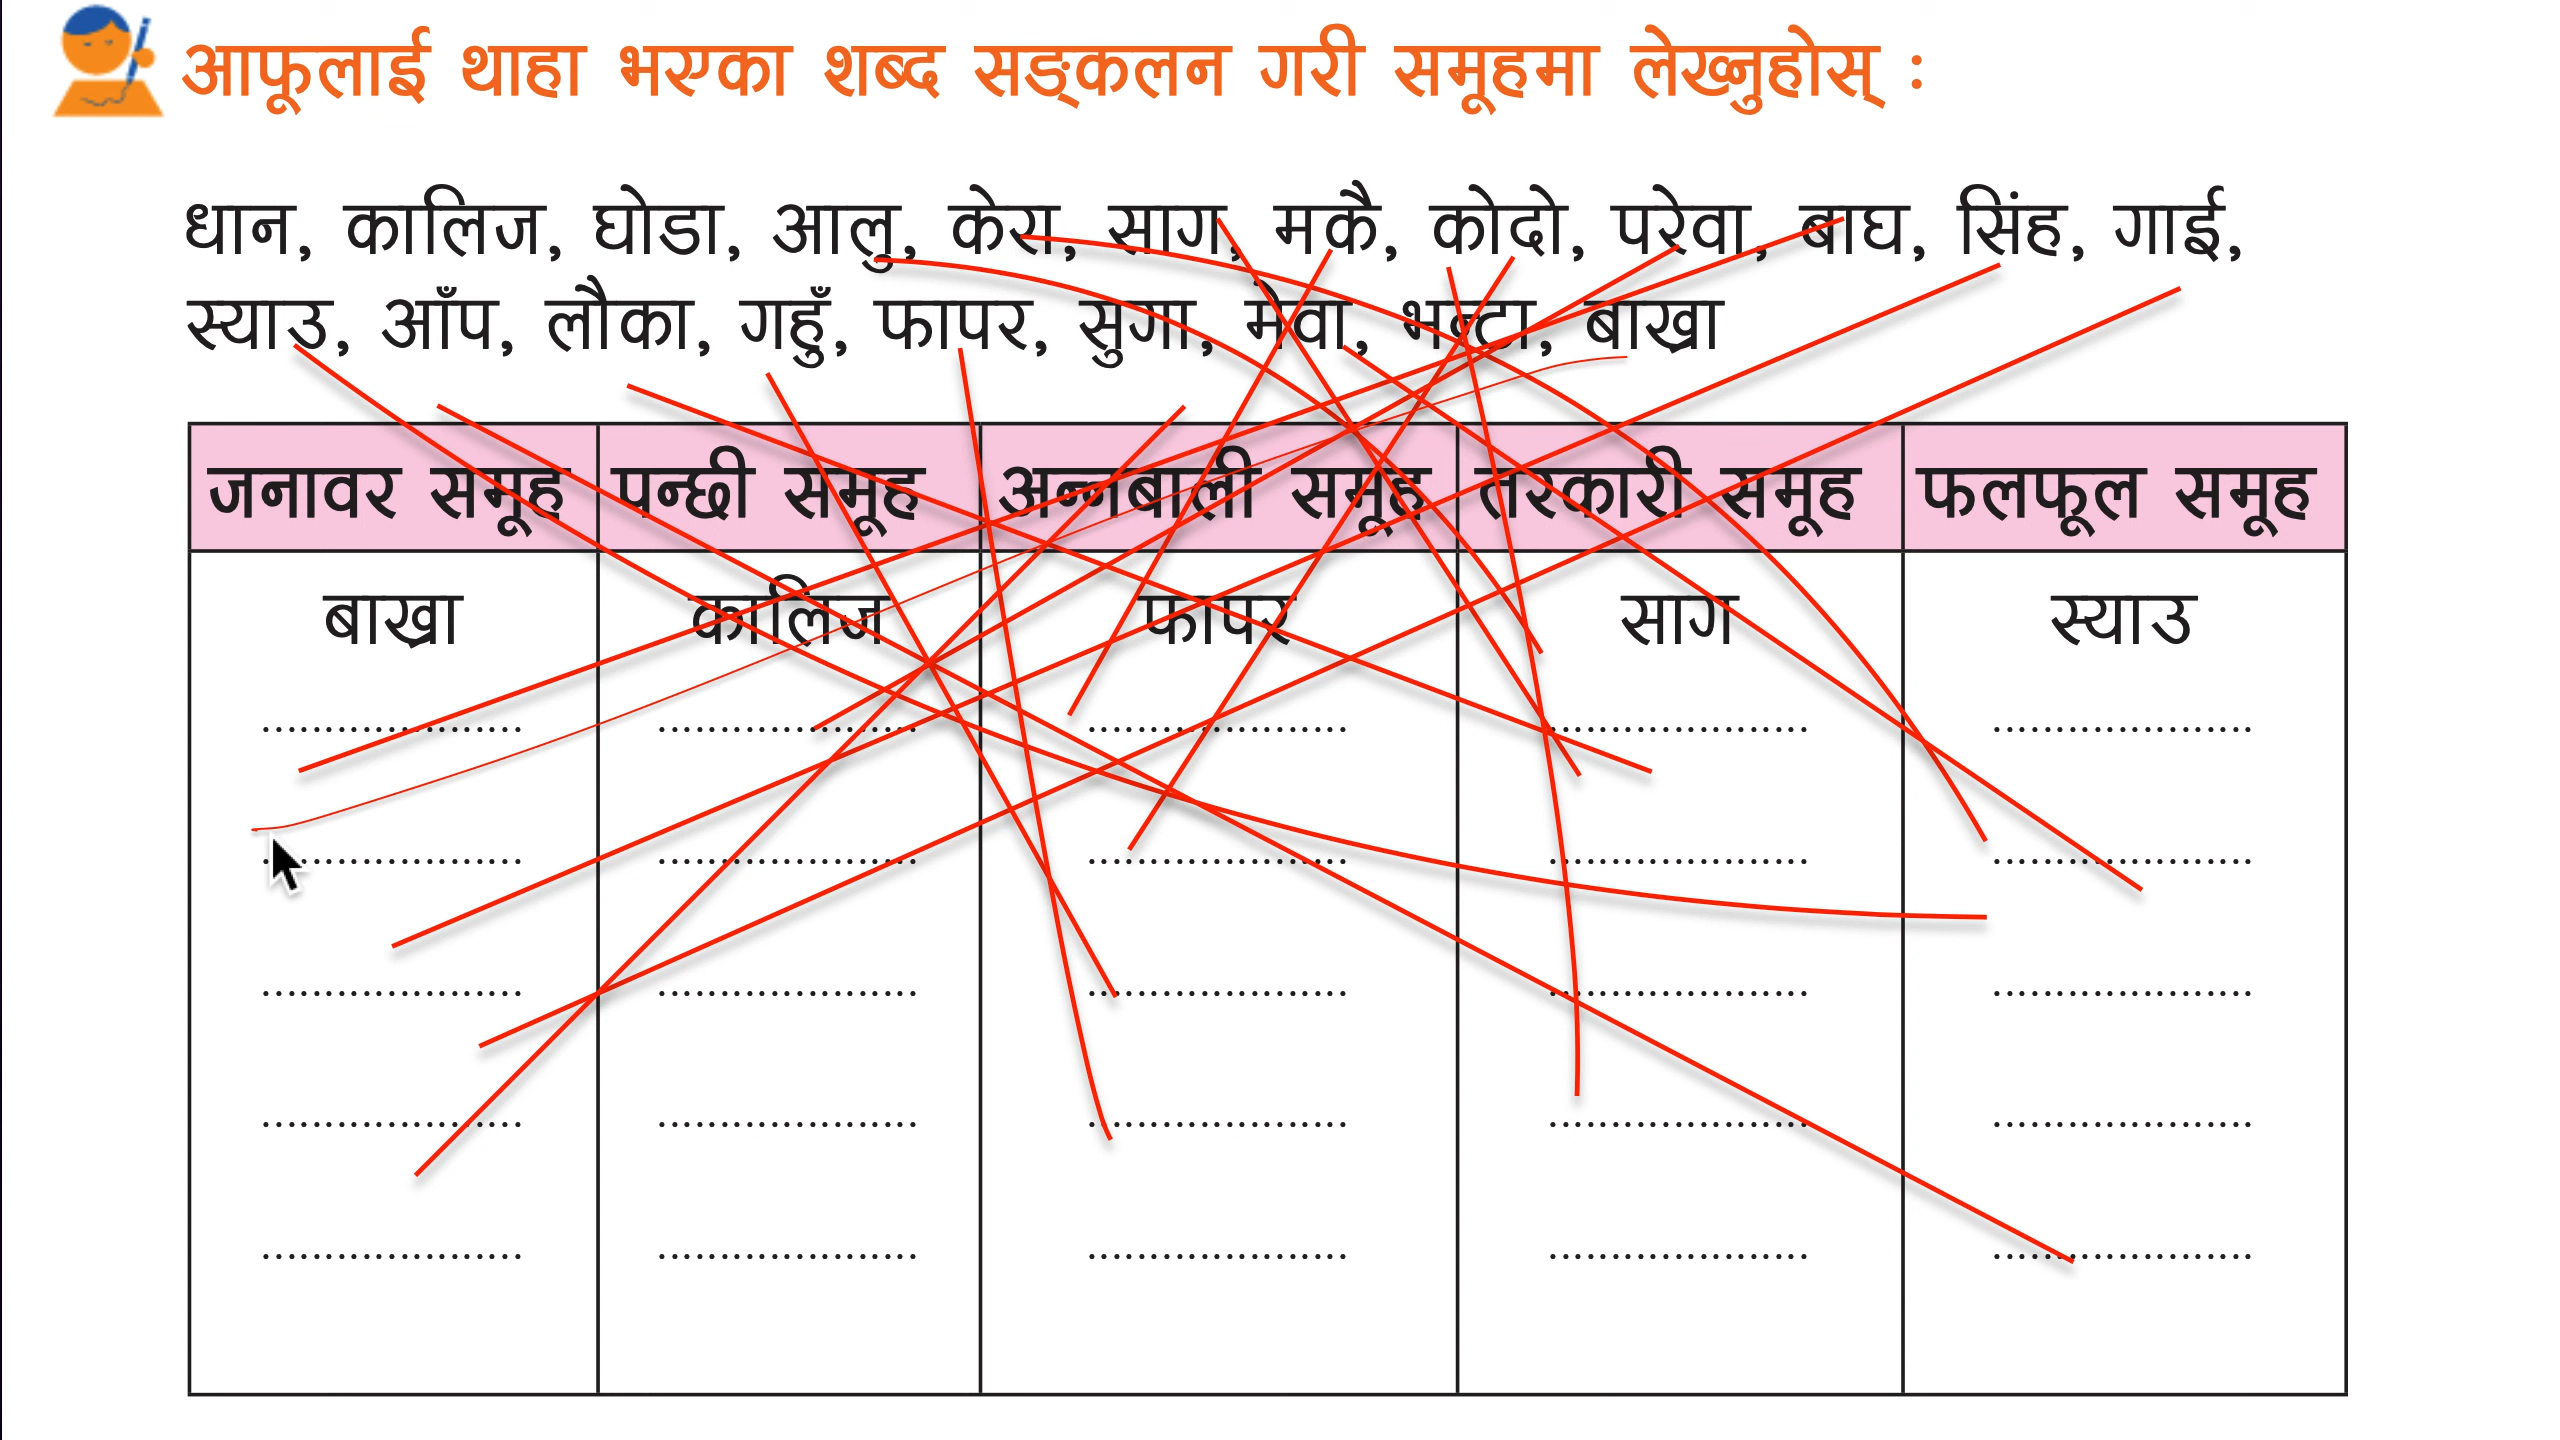 आफूलाई थाहा भएका शब्द सङ्कलन गरी समूहमा लेख्नुहोस् :
धान, कालिज, घोडा, आलु, केरा, साग, मकै, कोदो, परेवा, बाघ, सिंह, गाई,
स्याउ, आँप, लौका, गहुँ, फापर, सुगा, मेवा, भन्टा, बाख्रा
जनावर समूह पन्छी समूह अन्नबाली समूह तरकारी समूह फलफूल समूह
बाख्रा कालिज फापर साग स्याउ